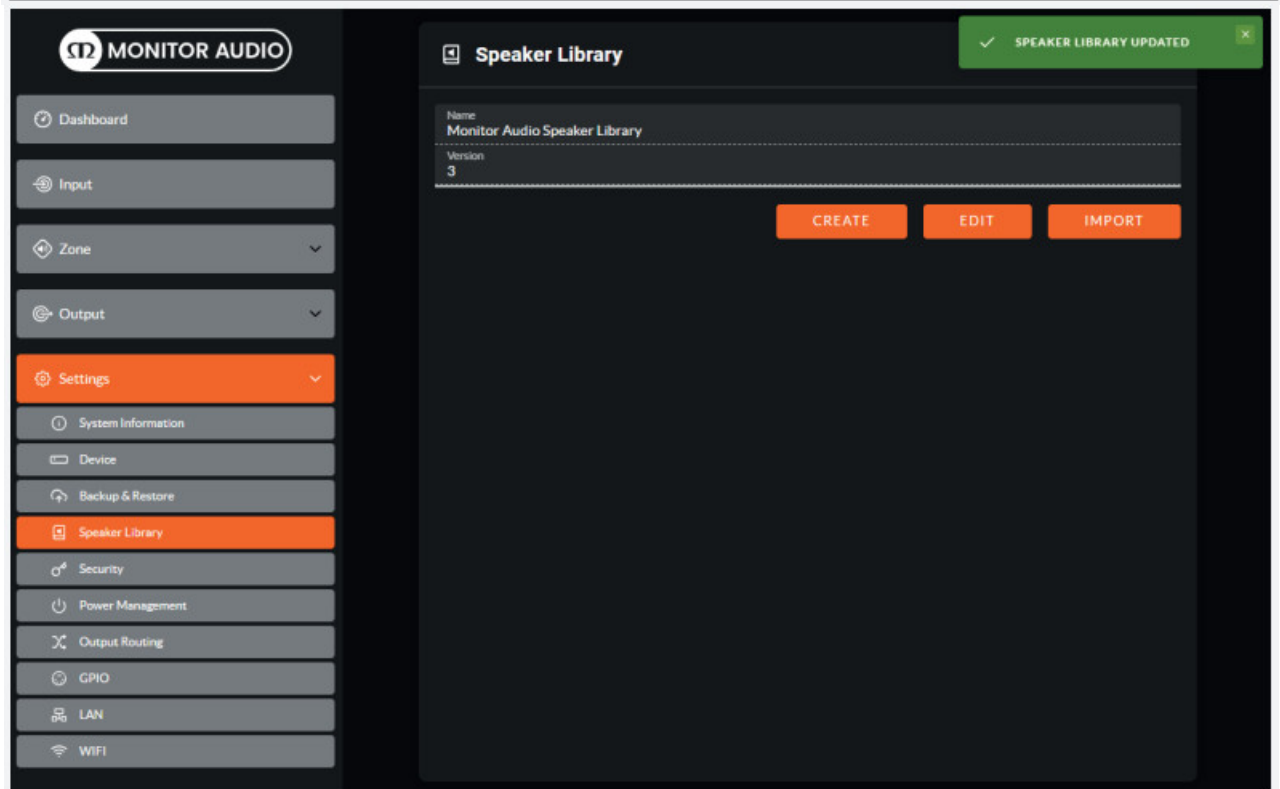 MONITOR AUDIO
Dashboard
Input
Zone
Output
Settings
System Information
Device
Backup & Restore
Speaker Library
Security
Power Management
Output Routing
GPIO
LAN
WIFI
Speaker Library
SPEAKER LIBRARY UPDATED
Name
Monitor Audio Speaker Library
Version
3
CREATE EDIT IMPORT